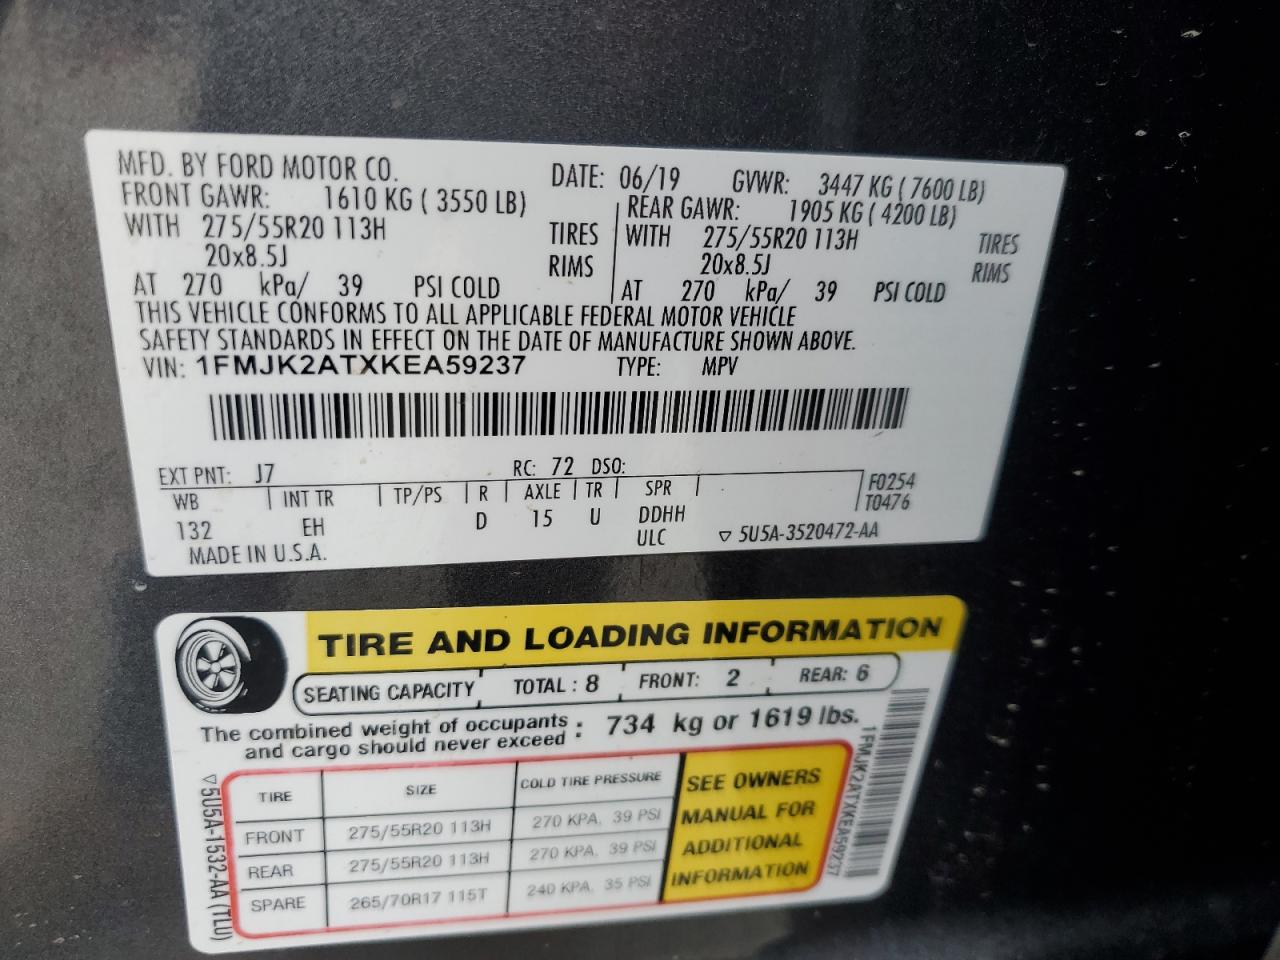 MFD. BY FORD MOTOR CO. DATE: 06/19 GVWR: 3447 KG ( 7600 LB)
FRONT GAWR: 1610 KG ( 3550 LB) REAR GAWR: 1905 KG ( 4200 LB)
WITH 275/55R20 113H TIRES WITH 275/55R20 113H TIRES
20x8.5J RIMS 20x8.5J RIMS
AT 270 kPa/ 39 PSI COLD AT 270 kPa/ 39 PSI COLD
THIS VEHICLE CONFORMS TO ALL APPLICABLE FEDERAL MOTOR VEHICLE
SAFETY STANDARDS IN EFFECT ON THE DATE OF MANUFACTURE SHOWN ABOVE.
VIN: 1FMJK2ATXKEA59237 TYPE: MPV
EXT PNT: J7 RC: 72 DSO:
WB INT TR TP/PS R AXLE TR SPR F0254
T0476
132 EH D 15 U DDHH
ULC ▽ 5U5A-3520472-AA
MADE IN U.S.A.
TIRE AND LOADING INFORMATION
SEATING CAPACITY TOTAL : 8 FRONT: 2 REAR: 6
The combined weight of occupants
and cargo should never exceed : 734 kg or 1619 lbs.
TIRE SIZE COLD TIRE PRESSURE
FRONT 275/55R20 113H 270 KPA, 39 PSI
REAR 275/55R20 113H 270 KPA, 39 PSI
SPARE 265/70R17 115T 240 KPA, 35 PSI
SEE OWNERS
MANUAL FOR
ADDITIONAL
INFORMATION
▽5U5A-1532-AA (TLU)
1FMJK2ATXKEA59237